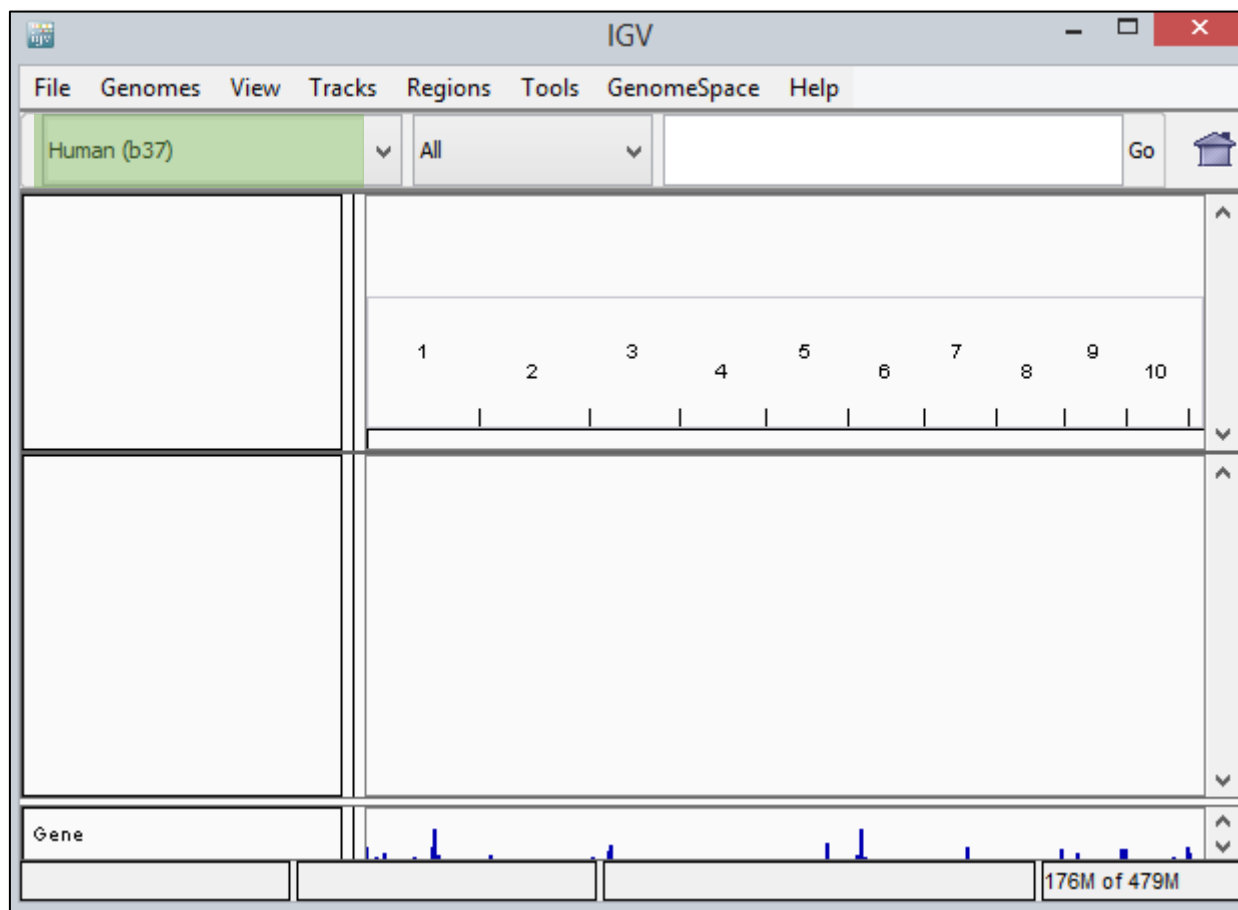 IGV
File Genomes View Tracks Regions Tools GenomeSpace Help
Human (b37) All Go
1 2 3 4 5 6 7 8 9 10
Gene
176M of 479M